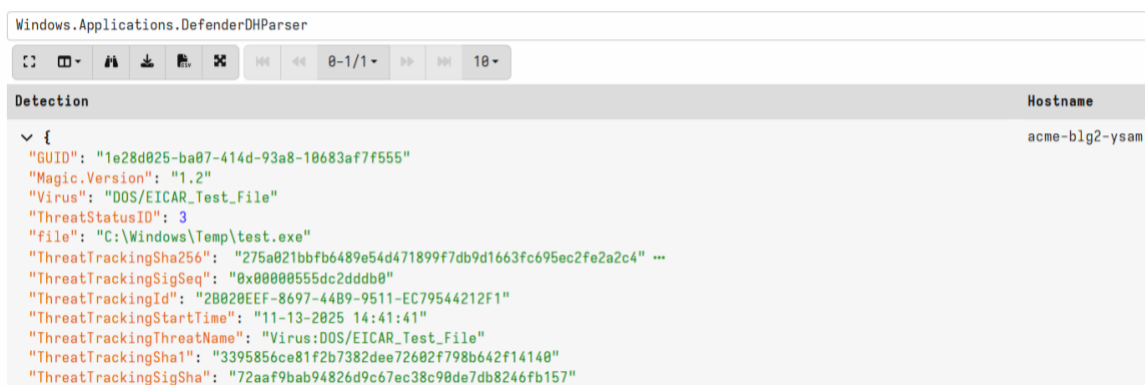 Windows.Applications.DefenderDHParser
0-1/1 10
Detection Hostname
{ acme-blg2-ysam
"GUID": "1e28d025-ba07-414d-93a8-10683af7f555"
"Magic.Version": "1.2"
"Virus": "DOS/EICAR_Test_File"
"ThreatStatusID": 3
"file": "C:\Windows\Temp\test.exe"
"ThreatTrackingSha256": "275a021bbfb6489e54d471899f7db9d1663fc695ec2fe2a2c4" ...
"ThreatTrackingSigSeq": "0x00000555dc2dddb0"
"ThreatTrackingId": "2B020EEF-8697-44B9-9511-EC79544212F1"
"ThreatTrackingStartTime": "11-13-2025 14:41:41"
"ThreatTrackingThreatName": "Virus:DOS/EICAR_Test_File"
"ThreatTrackingSha1": "3395856ce81f2b7382dee72602f798b642f14140"
"ThreatTrackingSigSha": "72aaf9bab94826d9c67ec38c90de7db8246fb157"